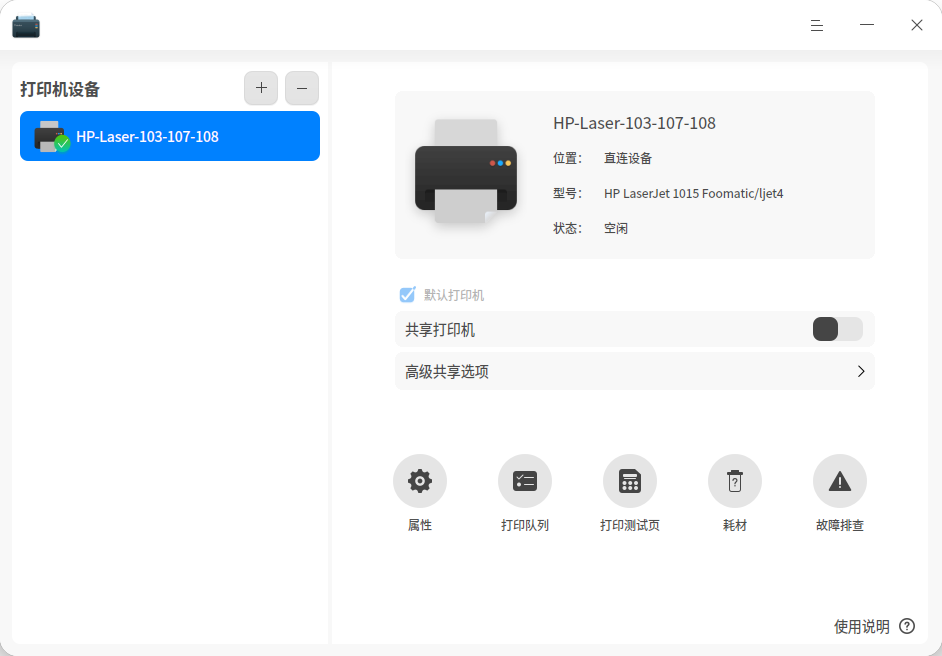 打印机设备
HP-Laser-103-107-108
HP-Laser-103-107-108
位置： 直连设备
型号： HP LaserJet 1015 Foomatic/ljet4
状态： 空闲
默认打印机
共享打印机
高级共享选项
属性 打印队列 打印测试页 耗材 故障排查
使用说明